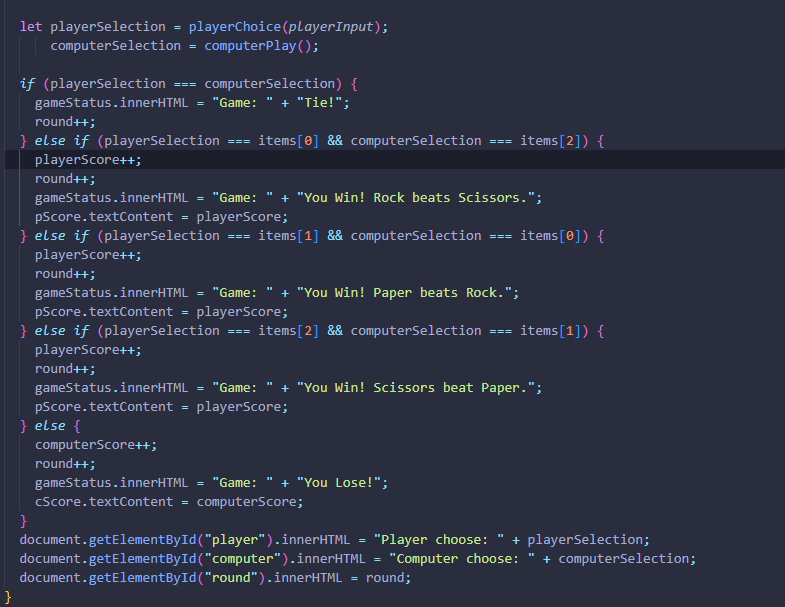 let playerSelection = playerChoice(playerInput);
computerSelection = computerPlay();
if (playerSelection === computerSelection) {
gameStatus.innerHTML = "Game: " + "Tie!";
round++;
} else if (playerSelection === items[0] && computerSelection === items[2]) {
playerScore++;
round++;
gameStatus.innerHTML = "Game: " + "You Win! Rock beats Scissors.";
pScore.textContent = playerScore;
} else if (playerSelection === items[1] && computerSelection === items[0]) {
playerScore++;
round++;
gameStatus.innerHTML = "Game: " + "You Win! Paper beats Rock.";
pScore.textContent = playerScore;
} else if (playerSelection === items[2] && computerSelection === items[1]) {
playerScore++;
round++;
gameStatus.innerHTML = "Game: " + "You Win! Scissors beat Paper.";
pScore.textContent = playerScore;
} else {
computerScore++;
round++;
gameStatus.innerHTML = "Game: " + "You Lose!";
cScore.textContent = computerScore;
}
document.getElementById("player").innerHTML = "Player choose: " + playerSelection;
document.getElementById("computer").innerHTML = "Computer choose: " + computerSelection;
document.getElementById("round").innerHTML = round;
}